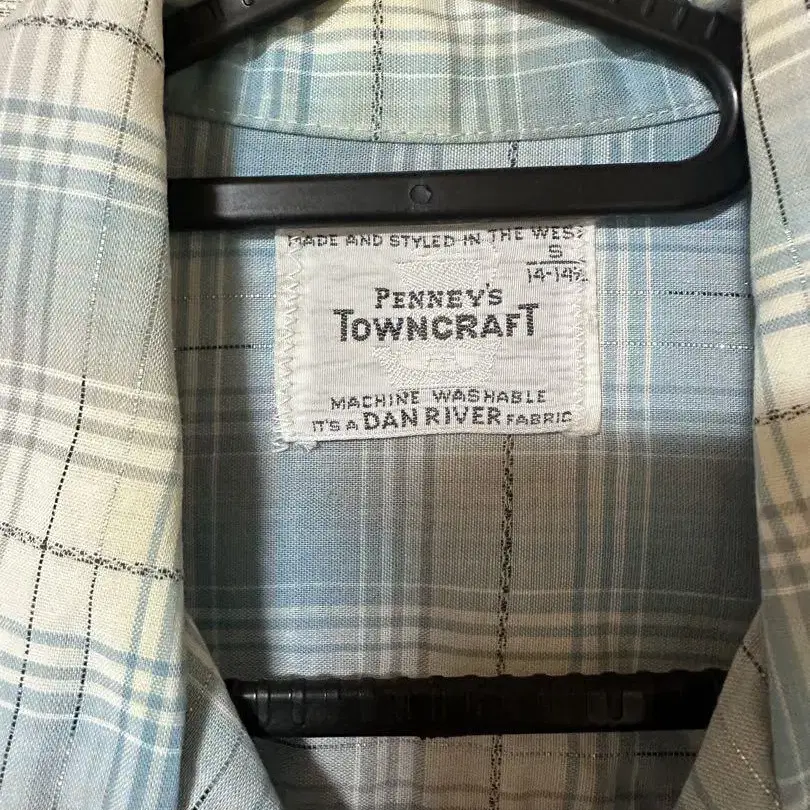 MADE AND STYLED IN THE WEST
S
14-14½
PENNEY'S
TOWNCRAFT
MACHINE WASHABLE
IT'S A DAN RIVER FABRIC